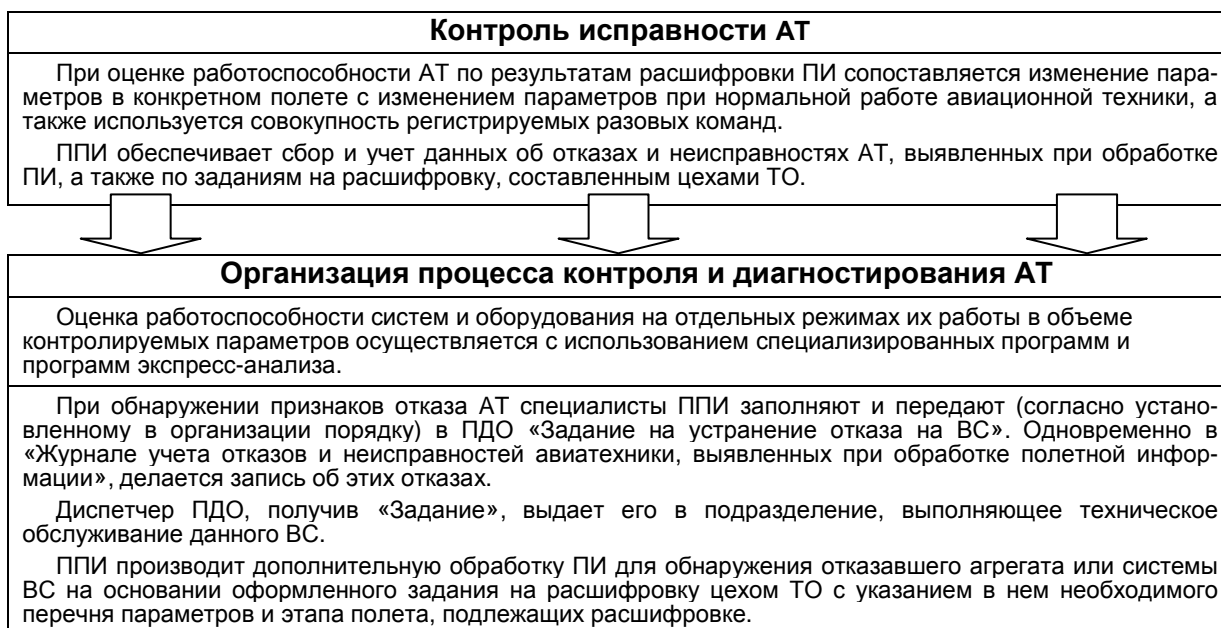 Контроль исправности АТ
При оценке работоспособности АТ по результатам расшифровки ПИ сопоставляется изменение пара-
метров в конкретном полете с изменением параметров при нормальной работе авиационной техники, а
также используется совокупность регистрируемых разовых команд.
ППИ обеспечивает сбор и учет данных об отказах и неисправностях АТ, выявленных при обработке
ПИ, а также по заданиям на расшифровку, составленным цехами ТО.
Организация процесса контроля и диагностирования АТ
Оценка работоспособности систем и оборудования на отдельных режимах их работы в объеме
контролируемых параметров осуществляется с использованием специализированных программ и
программ экспресс-анализа.
При обнаружении признаков отказа АТ специалисты ППИ заполняют и передают (согласно устано-
вленному в организации порядку) в ПДО «Задание на устранение отказа на ВС». Одновременно в
«Журнале учета отказов и неисправностей авиатехники, выявленных при обработке полетной инфор-
мации», делается запись об этих отказах.
Диспетчер ПДО, получив «Задание», выдает его в подразделение, выполняющее техническое
обслуживание данного ВС.
ППИ производит дополнительную обработку ПИ для обнаружения отказавшего агрегата или системы
ВС на основании оформленного задания на расшифровку цехом ТО с указанием в нем необходимого
перечня параметров и этапа полета, подлежащих расшифровке.